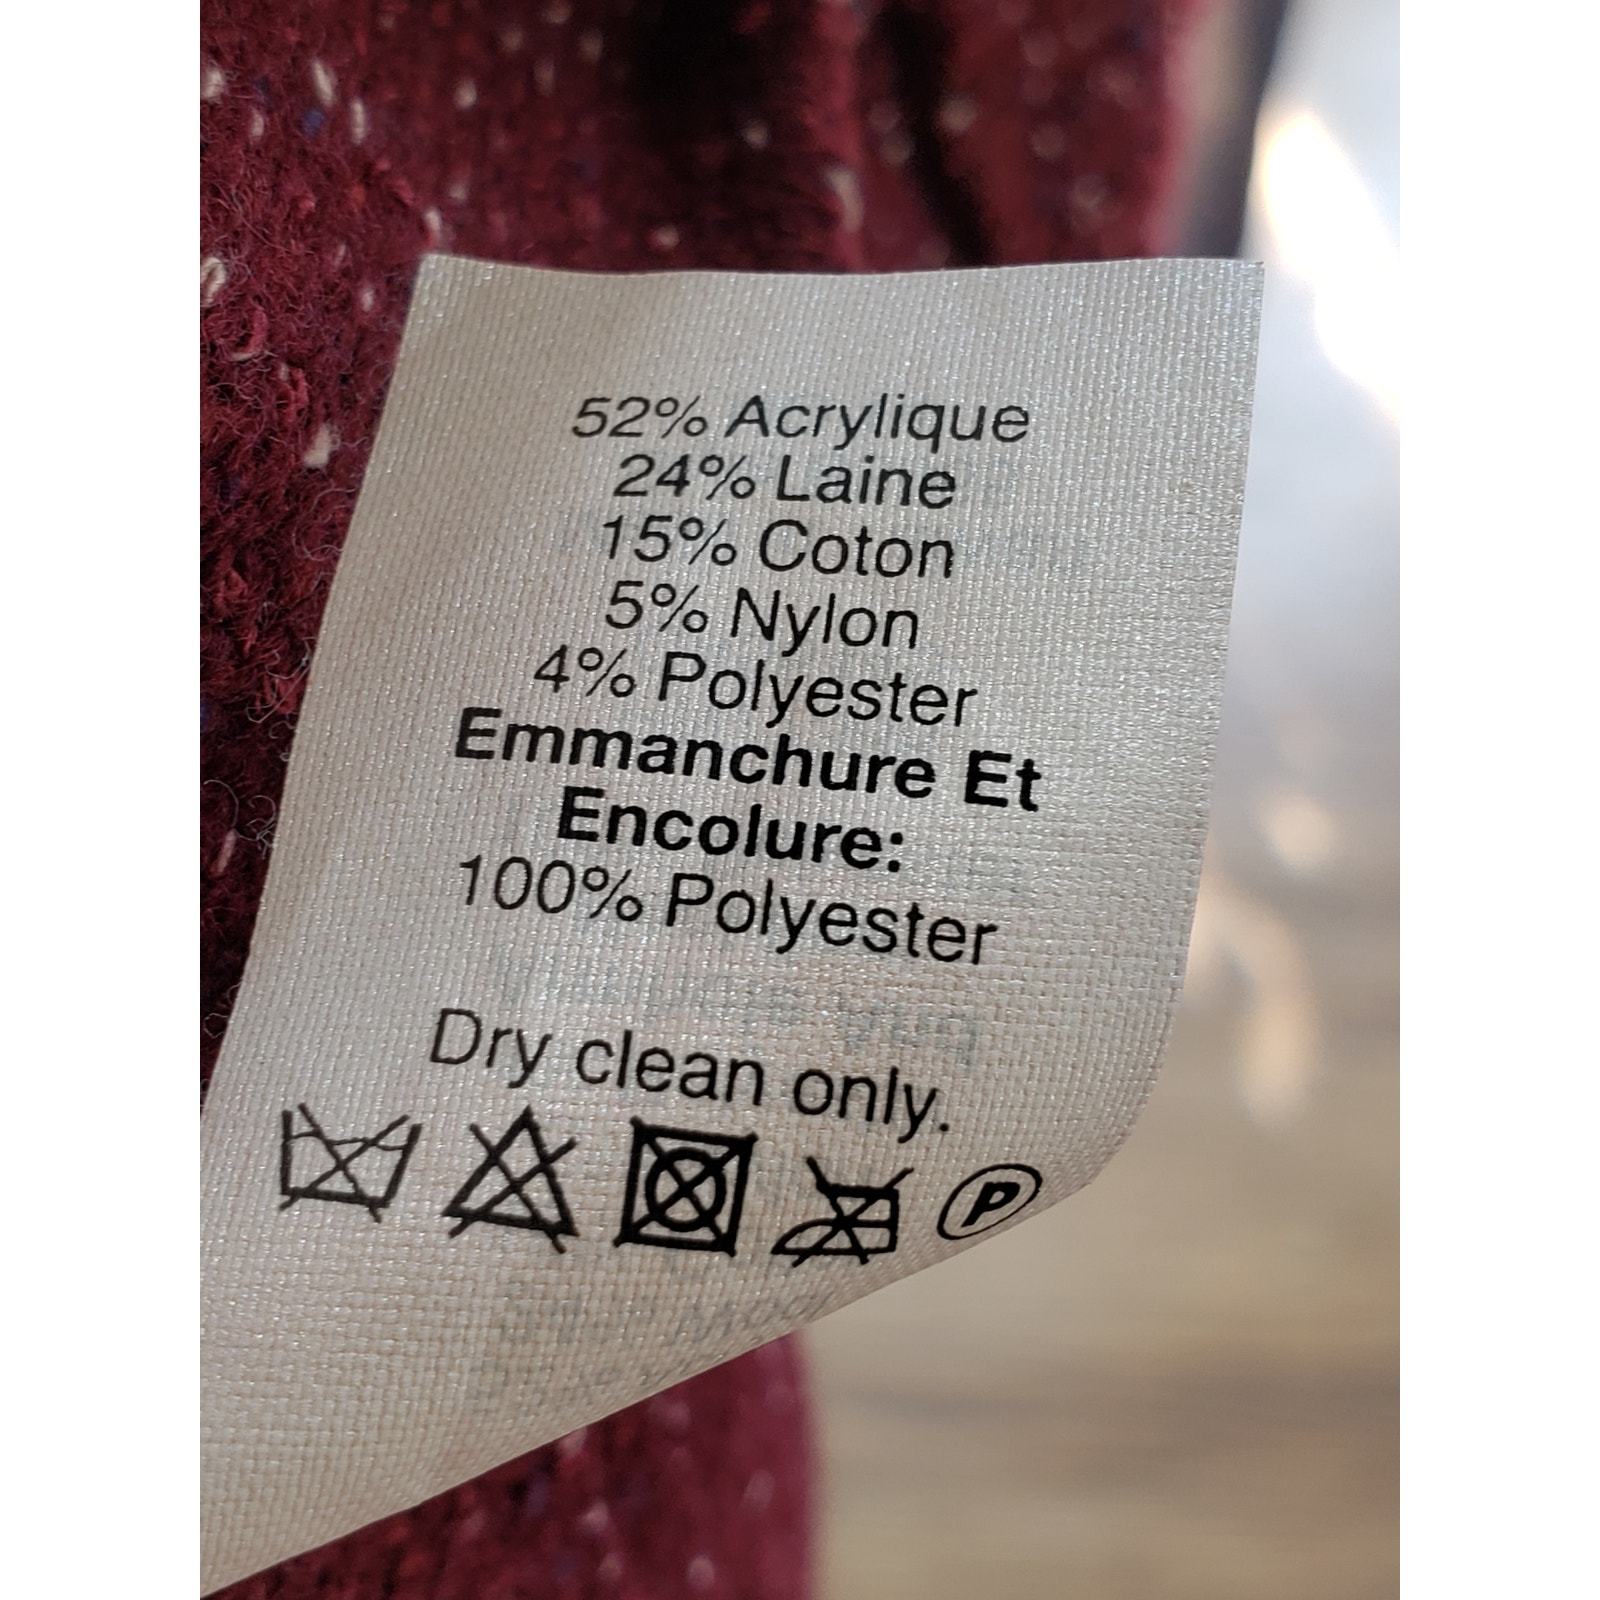 52% Acrylique
24% Laine
15% Coton
5% Nylon
4% Polyester
Emmanchure Et
Encolure:
100% Polyester
Dry clean only.
P